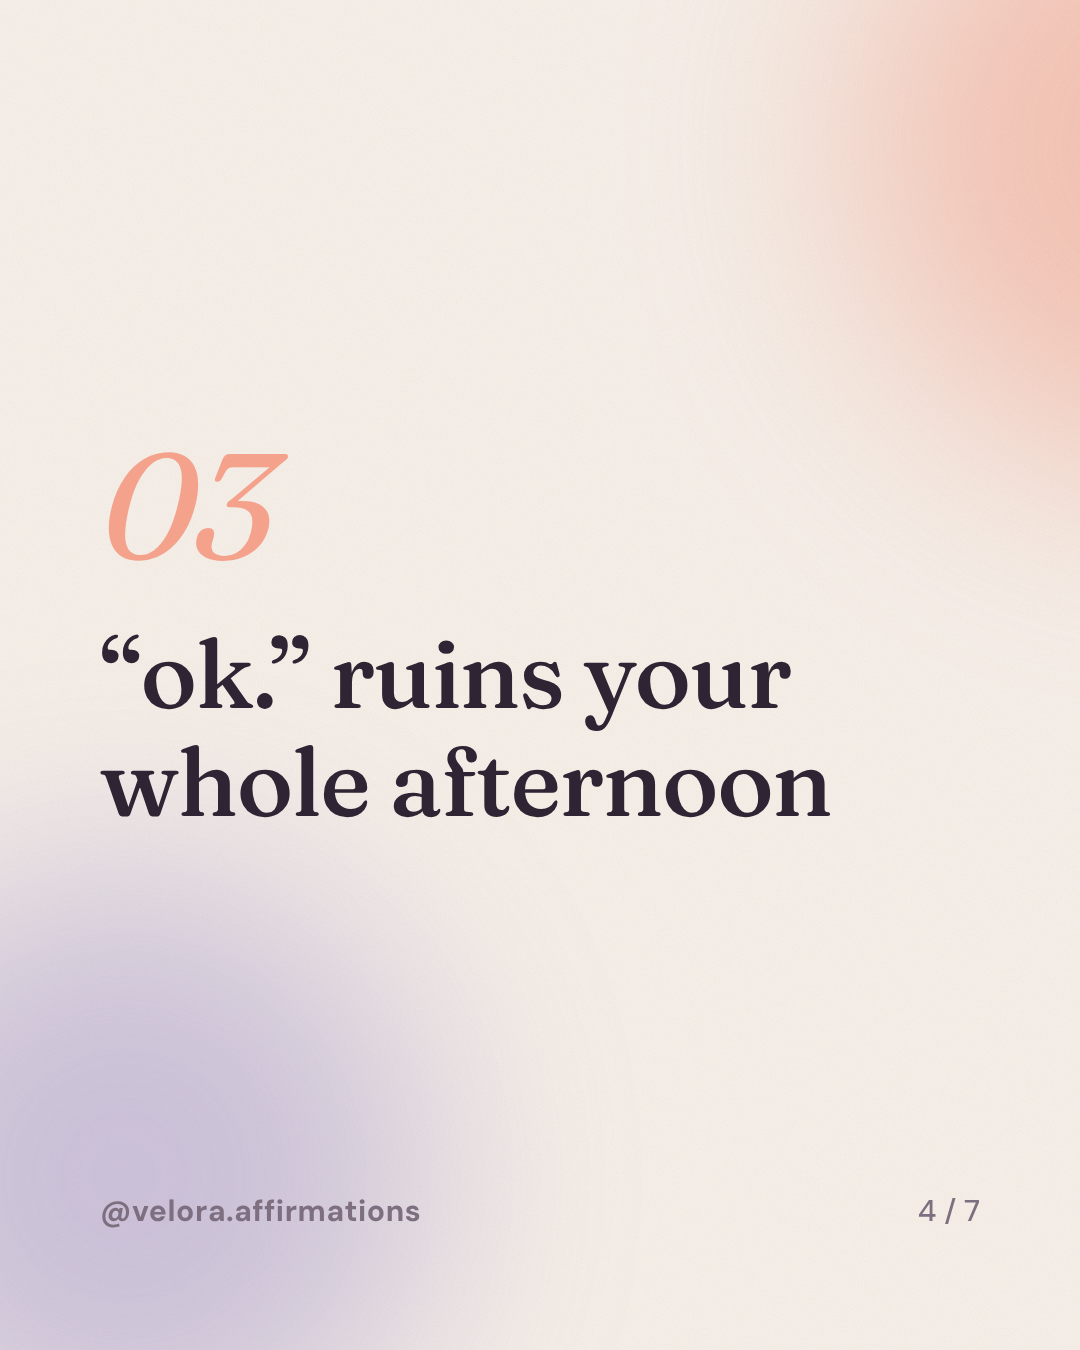 03
“ok.” ruins your
whole afternoon
@velora.affirmations
4 / 7